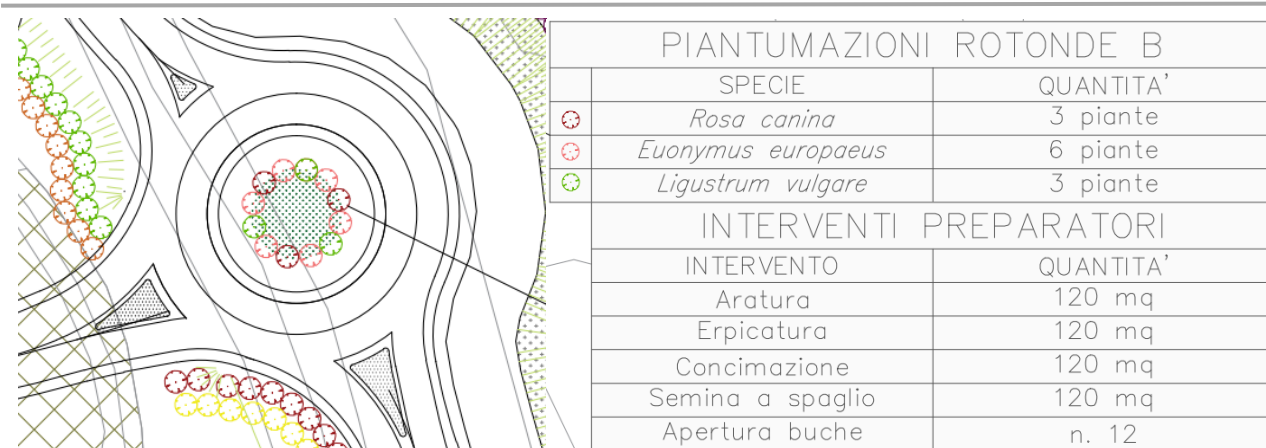 PIANTUMAZIONI ROTONDE B
SPECIE QUANTITA'
Rosa canina 3 piante
Euonymus europaeus 6 piante
Ligustrum vulgare 3 piante
INTERVENTI PREPARATORI
INTERVENTO QUANTITA'
Aratura 120 mq
Erpicatura 120 mq
Concimazione 120 mq
Semina a spaglio 120 mq
Apertura buche n. 12